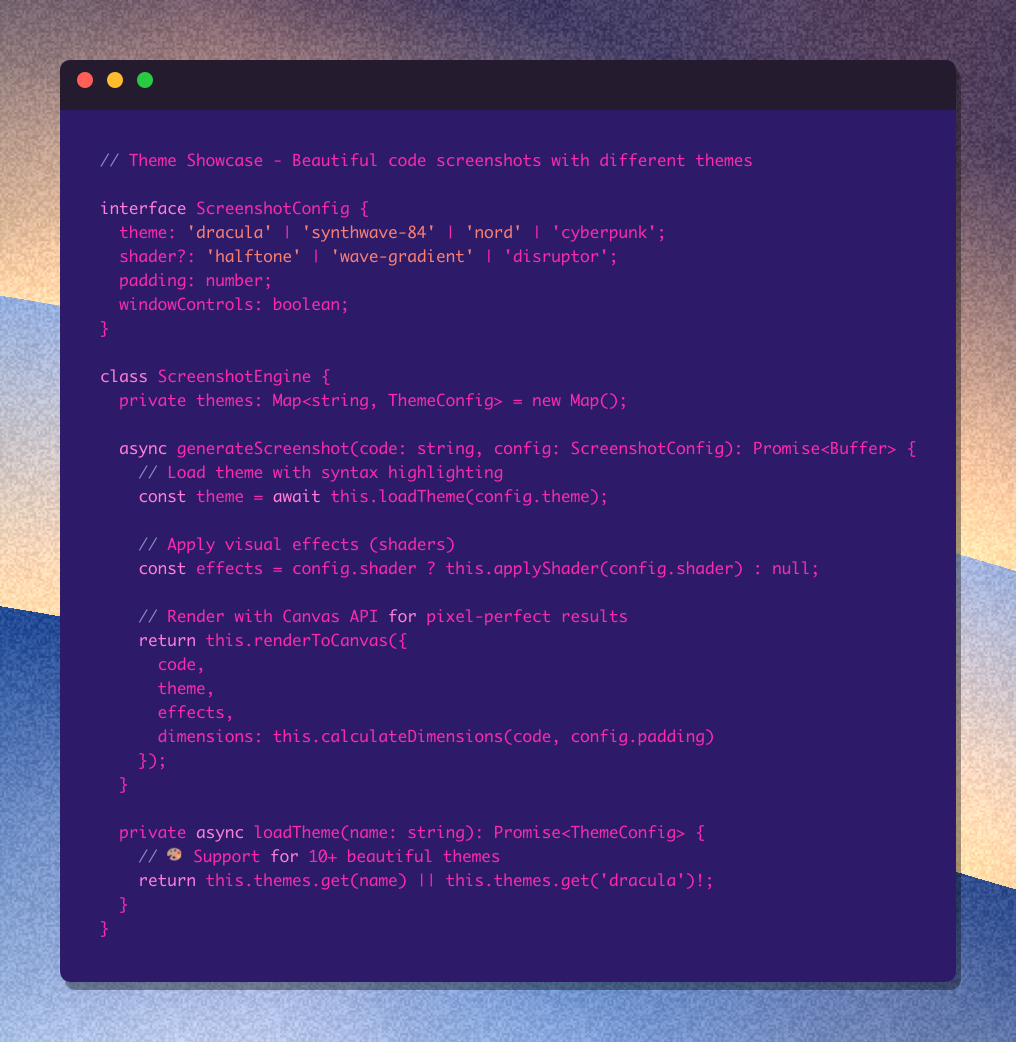 // Theme Showcase - Beautiful code screenshots with different themes

interface ScreenshotConfig {
  theme: 'dracula' | 'synthwave-84' | 'nord' | 'cyberpunk';
  shader?: 'halftone' | 'wave-gradient' | 'disruptor';
  padding: number;
  windowControls: boolean;
}

class ScreenshotEngine {
  private themes: Map<string, ThemeConfig> = new Map();

  async generateScreenshot(code: string, config: ScreenshotConfig): Promise<Buffer> {
    // Load theme with syntax highlighting
    const theme = await this.loadTheme(config.theme);

    // Apply visual effects (shaders)
    const effects = config.shader ? this.applyShader(config.shader) : null;

    // Render with Canvas API for pixel-perfect results
    return this.renderToCanvas({
      code,
      theme,
      effects,
      dimensions: this.calculateDimensions(code, config.padding)
    });
  }

  private async loadTheme(name: string): Promise<ThemeConfig> {
    // 🎨 Support for 10+ beautiful themes
    return this.themes.get(name) || this.themes.get('dracula')!;
  }
}